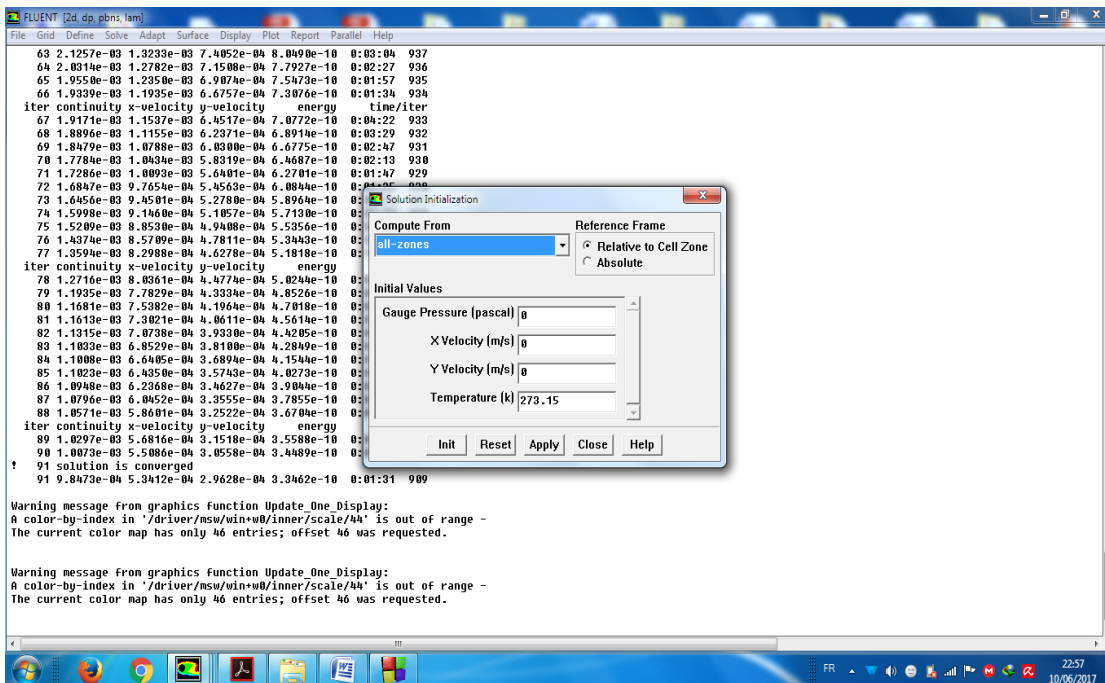 FLUENT [2d, dp, pbns, lam]
File Grid Define Solve Adapt Surface Display Plot Report Parallel Help
63 2.1257e-03 1.3233e-03 7.4052e-04 8.0490e-10 0:03:04 937
64 2.0314e-03 1.2782e-03 7.1508e-04 7.7927e-10 0:02:27 936
65 1.9550e-03 1.2350e-03 6.9074e-04 7.5473e-10 0:01:57 935
66 1.9339e-03 1.1935e-03 6.6757e-04 7.3076e-10 0:01:34 934
iter continuity x-velocity y-velocity energy time/iter
67 1.9171e-03 1.1537e-03 6.4517e-04 7.0772e-10 0:04:22 933
68 1.8896e-03 1.1155e-03 6.2371e-04 6.8914e-10 0:03:29 932
69 1.8479e-03 1.0788e-03 6.0300e-04 6.6775e-10 0:02:47 931
70 1.7784e-03 1.0434e-03 5.8319e-04 6.4687e-10 0:02:13 930
71 1.7286e-03 1.0093e-03 5.6401e-04 6.2701e-10 0:01:47 929
72 1.6847e-03 9.7654e-04 5.4563e-04 6.0844e-10
73 1.6456e-03 9.4501e-04 5.2780e-04 5.8964e-10 0:
74 1.5998e-03 9.1460e-04 5.1057e-04 5.7130e-10 0:
75 1.5209e-03 8.8530e-04 4.9408e-04 5.5356e-10 0:
76 1.4374e-03 8.5709e-04 4.7811e-04 5.3443e-10 0:
77 1.3594e-03 8.2988e-04 4.6278e-04 5.1818e-10 0:
iter continuity x-velocity y-velocity energy
78 1.2716e-03 8.0361e-04 4.4774e-04 5.0244e-10 0:
79 1.1935e-03 7.7829e-04 4.3334e-04 4.8526e-10 0:
80 1.1681e-03 7.5382e-04 4.1964e-04 4.7018e-10 0:
81 1.1613e-03 7.3021e-04 4.0611e-04 4.5614e-10 0:
82 1.1315e-03 7.0738e-04 3.9330e-04 4.4205e-10 0:
83 1.1033e-03 6.8529e-04 3.8100e-04 4.2849e-10 0:
84 1.1008e-03 6.6405e-04 3.6894e-04 4.1544e-10 0:
85 1.1023e-03 6.4350e-04 3.5743e-04 4.0273e-10 0:
86 1.0948e-03 6.2368e-04 3.4627e-04 3.9044e-10 0:
87 1.0796e-03 6.0452e-04 3.3555e-04 3.7855e-10 0:
88 1.0571e-03 5.8601e-04 3.2522e-04 3.6704e-10 0:
iter continuity x-velocity y-velocity energy
89 1.0297e-03 5.6816e-04 3.1518e-04 3.5588e-10 0:
90 1.0073e-03 5.5086e-04 3.0558e-04 3.4489e-10 0:
! 91 solution is converged
91 9.8473e-04 5.3412e-04 2.9628e-04 3.3462e-10 0:01:31 909
Warning message from graphics function Update_One_Display:
A color-by-index in '/driver/msw/win+w0/inner/scale/44' is out of range -
The current color map has only 46 entries; offset 46 was requested.
Warning message from graphics function Update_One_Display:
A color-by-index in '/driver/msw/win+w0/inner/scale/44' is out of range -
The current color map has only 46 entries; offset 46 was requested.
Solution Initialization
Compute From
all-zones
Reference Frame
Relative to Cell Zone
Absolute
Initial Values
Gauge Pressure (pascal) 0
X Velocity (m/s) 0
Y Velocity (m/s) 0
Temperature (k) 273.15
Init Reset Apply Close Help
FR
22:57
10/06/2017